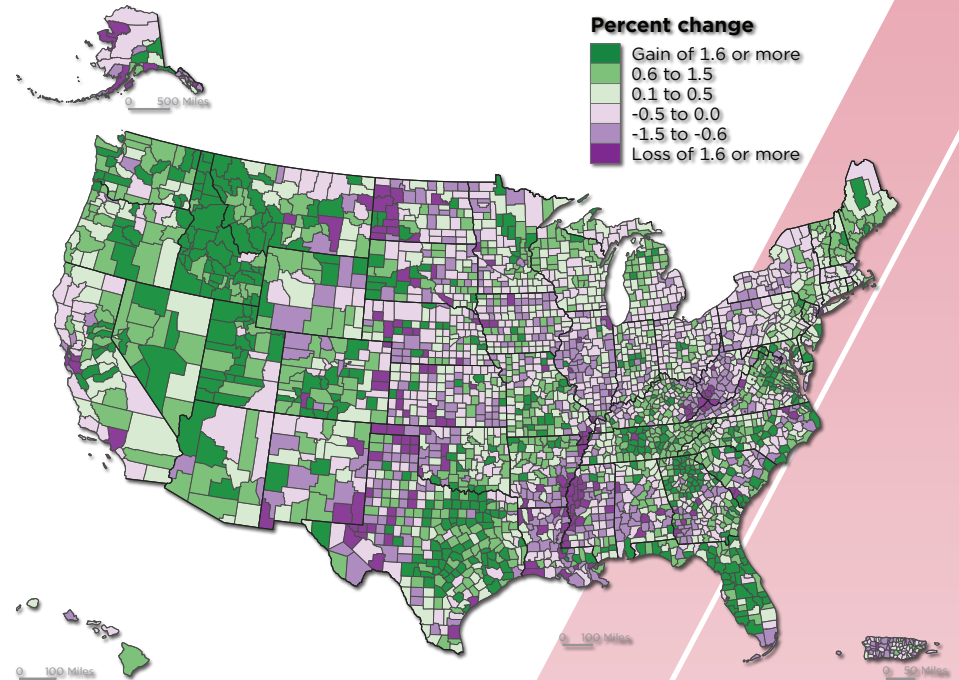 Percent change
Gain of 1.6 or more
0.6 to 1.5
0.1 to 0.5
-0.5 to 0.0
-1.5 to -0.6
Loss of 1.6 or more
0 500 Miles
0 100 Miles
0 100 Miles
0 50 Miles